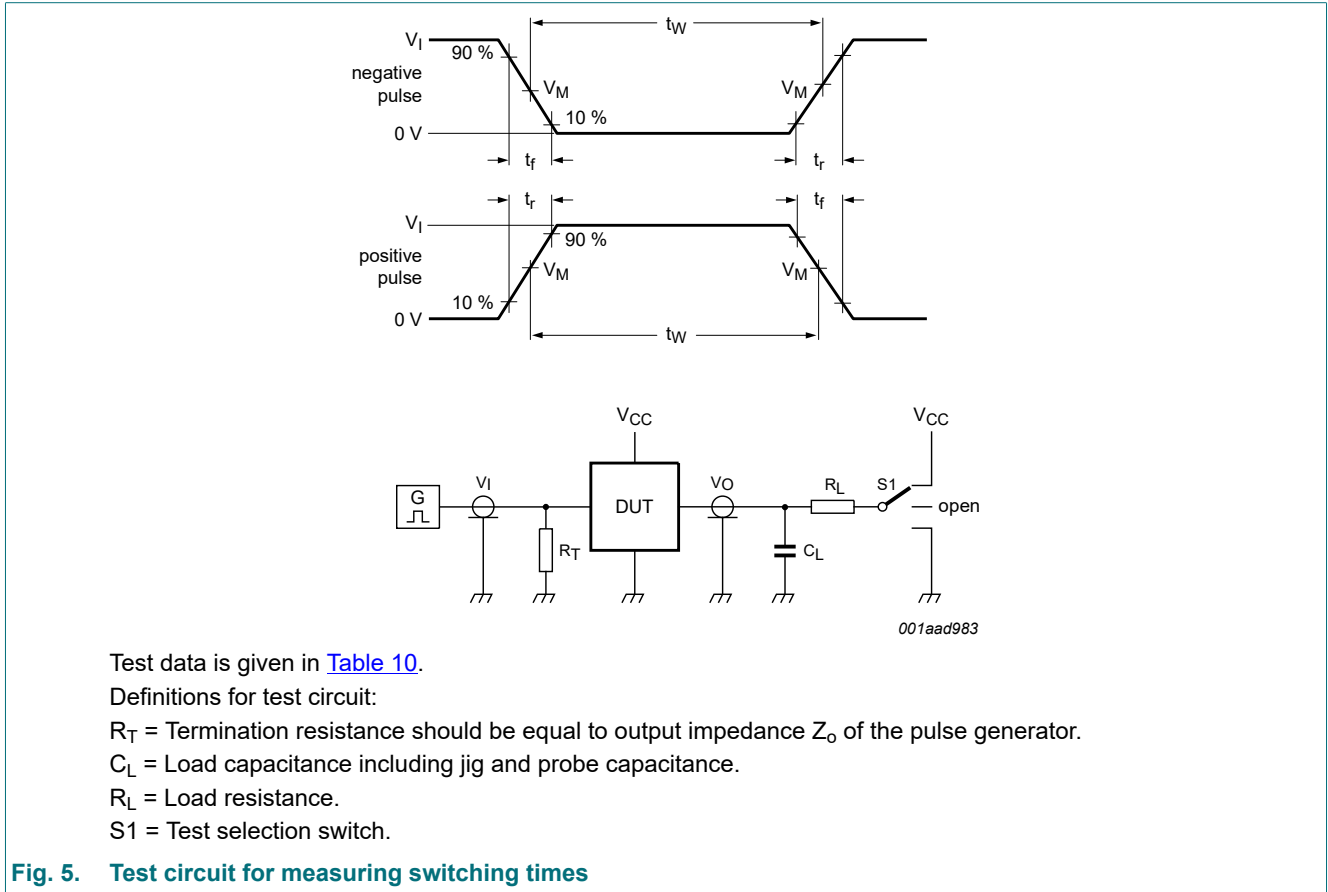 tW
VI
90 %
negative
pulse
VM
VM
10 %
0 V
tf
tr
tr
tf
VI
90 %
positive
pulse
VM
VM
10 %
0 V
tW
VCC
VCC
G
VI
DUT
VO
RL
S1
open
RT
CL
001aad983
Test data is given in Table 10.
Definitions for test circuit:
RT = Termination resistance should be equal to output impedance Zo of the pulse generator.
CL = Load capacitance including jig and probe capacitance.
RL = Load resistance.
S1 = Test selection switch.
Fig. 5. Test circuit for measuring switching times